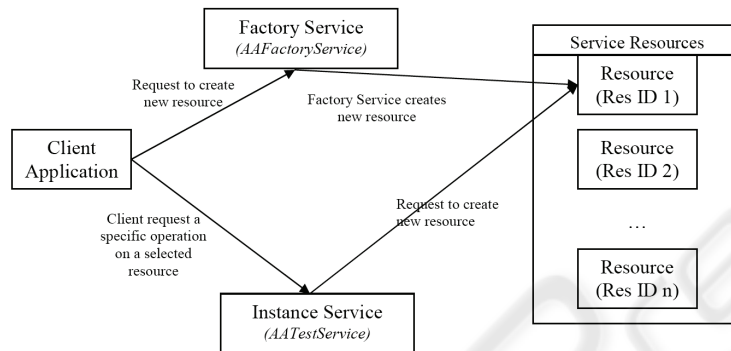 Factory Service
(AAFactoryService)
Service Resources
Request to create
new resource
Factory Service creates
new resource
Resource
(Res ID 1)
Client
Application
Resource
(Res ID 2)
Client request a
specific operation
on a selected
resource
Request to create
new resource
...
Resource
(Res ID n)
Instance Service
(AATestService)